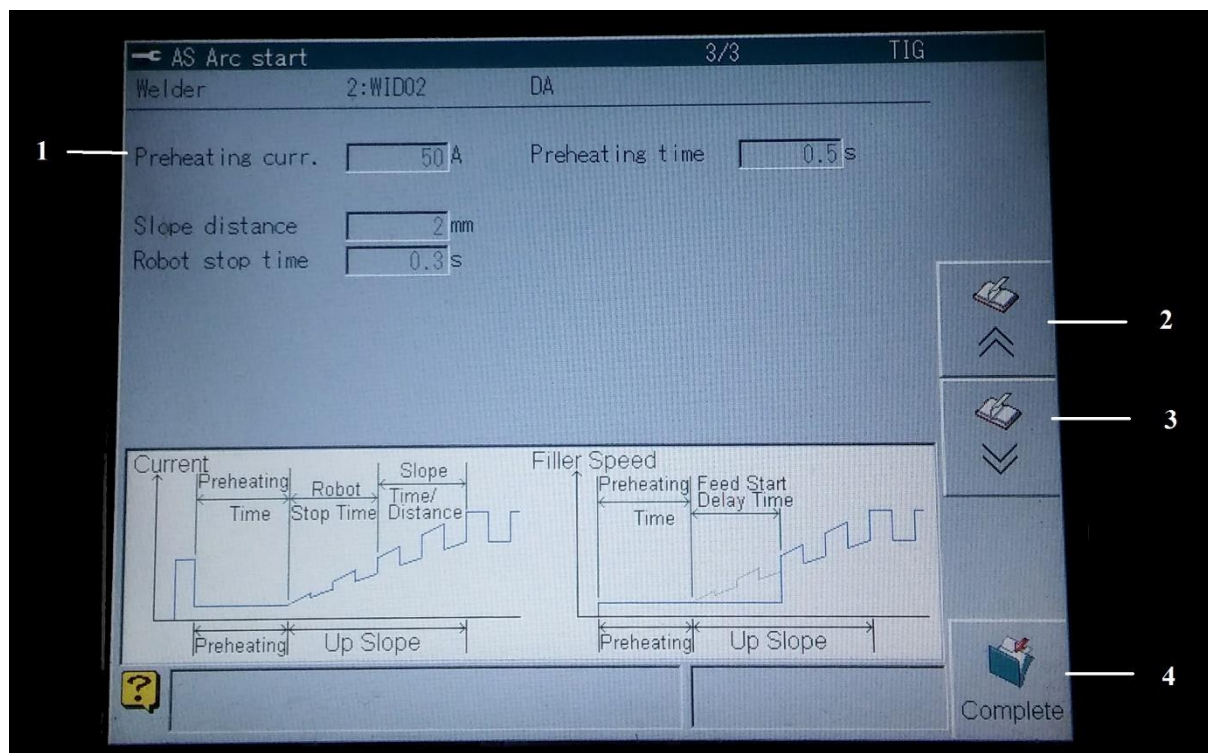 AS Arc start 3/3 TIG
Welder 2:WID02 DA
1
Preheating curr. 50 A Preheating time 0.5 s
Slope distance 2 mm
Robot stop time 0.3 s
2
3
Current
Preheating
Time
Robot
Stop Time
Slope
Time/
Distance
Preheating
Up Slope
Filler Speed
Preheating
Time
Feed Start
Delay Time
Preheating
Up Slope
?
4
Complete